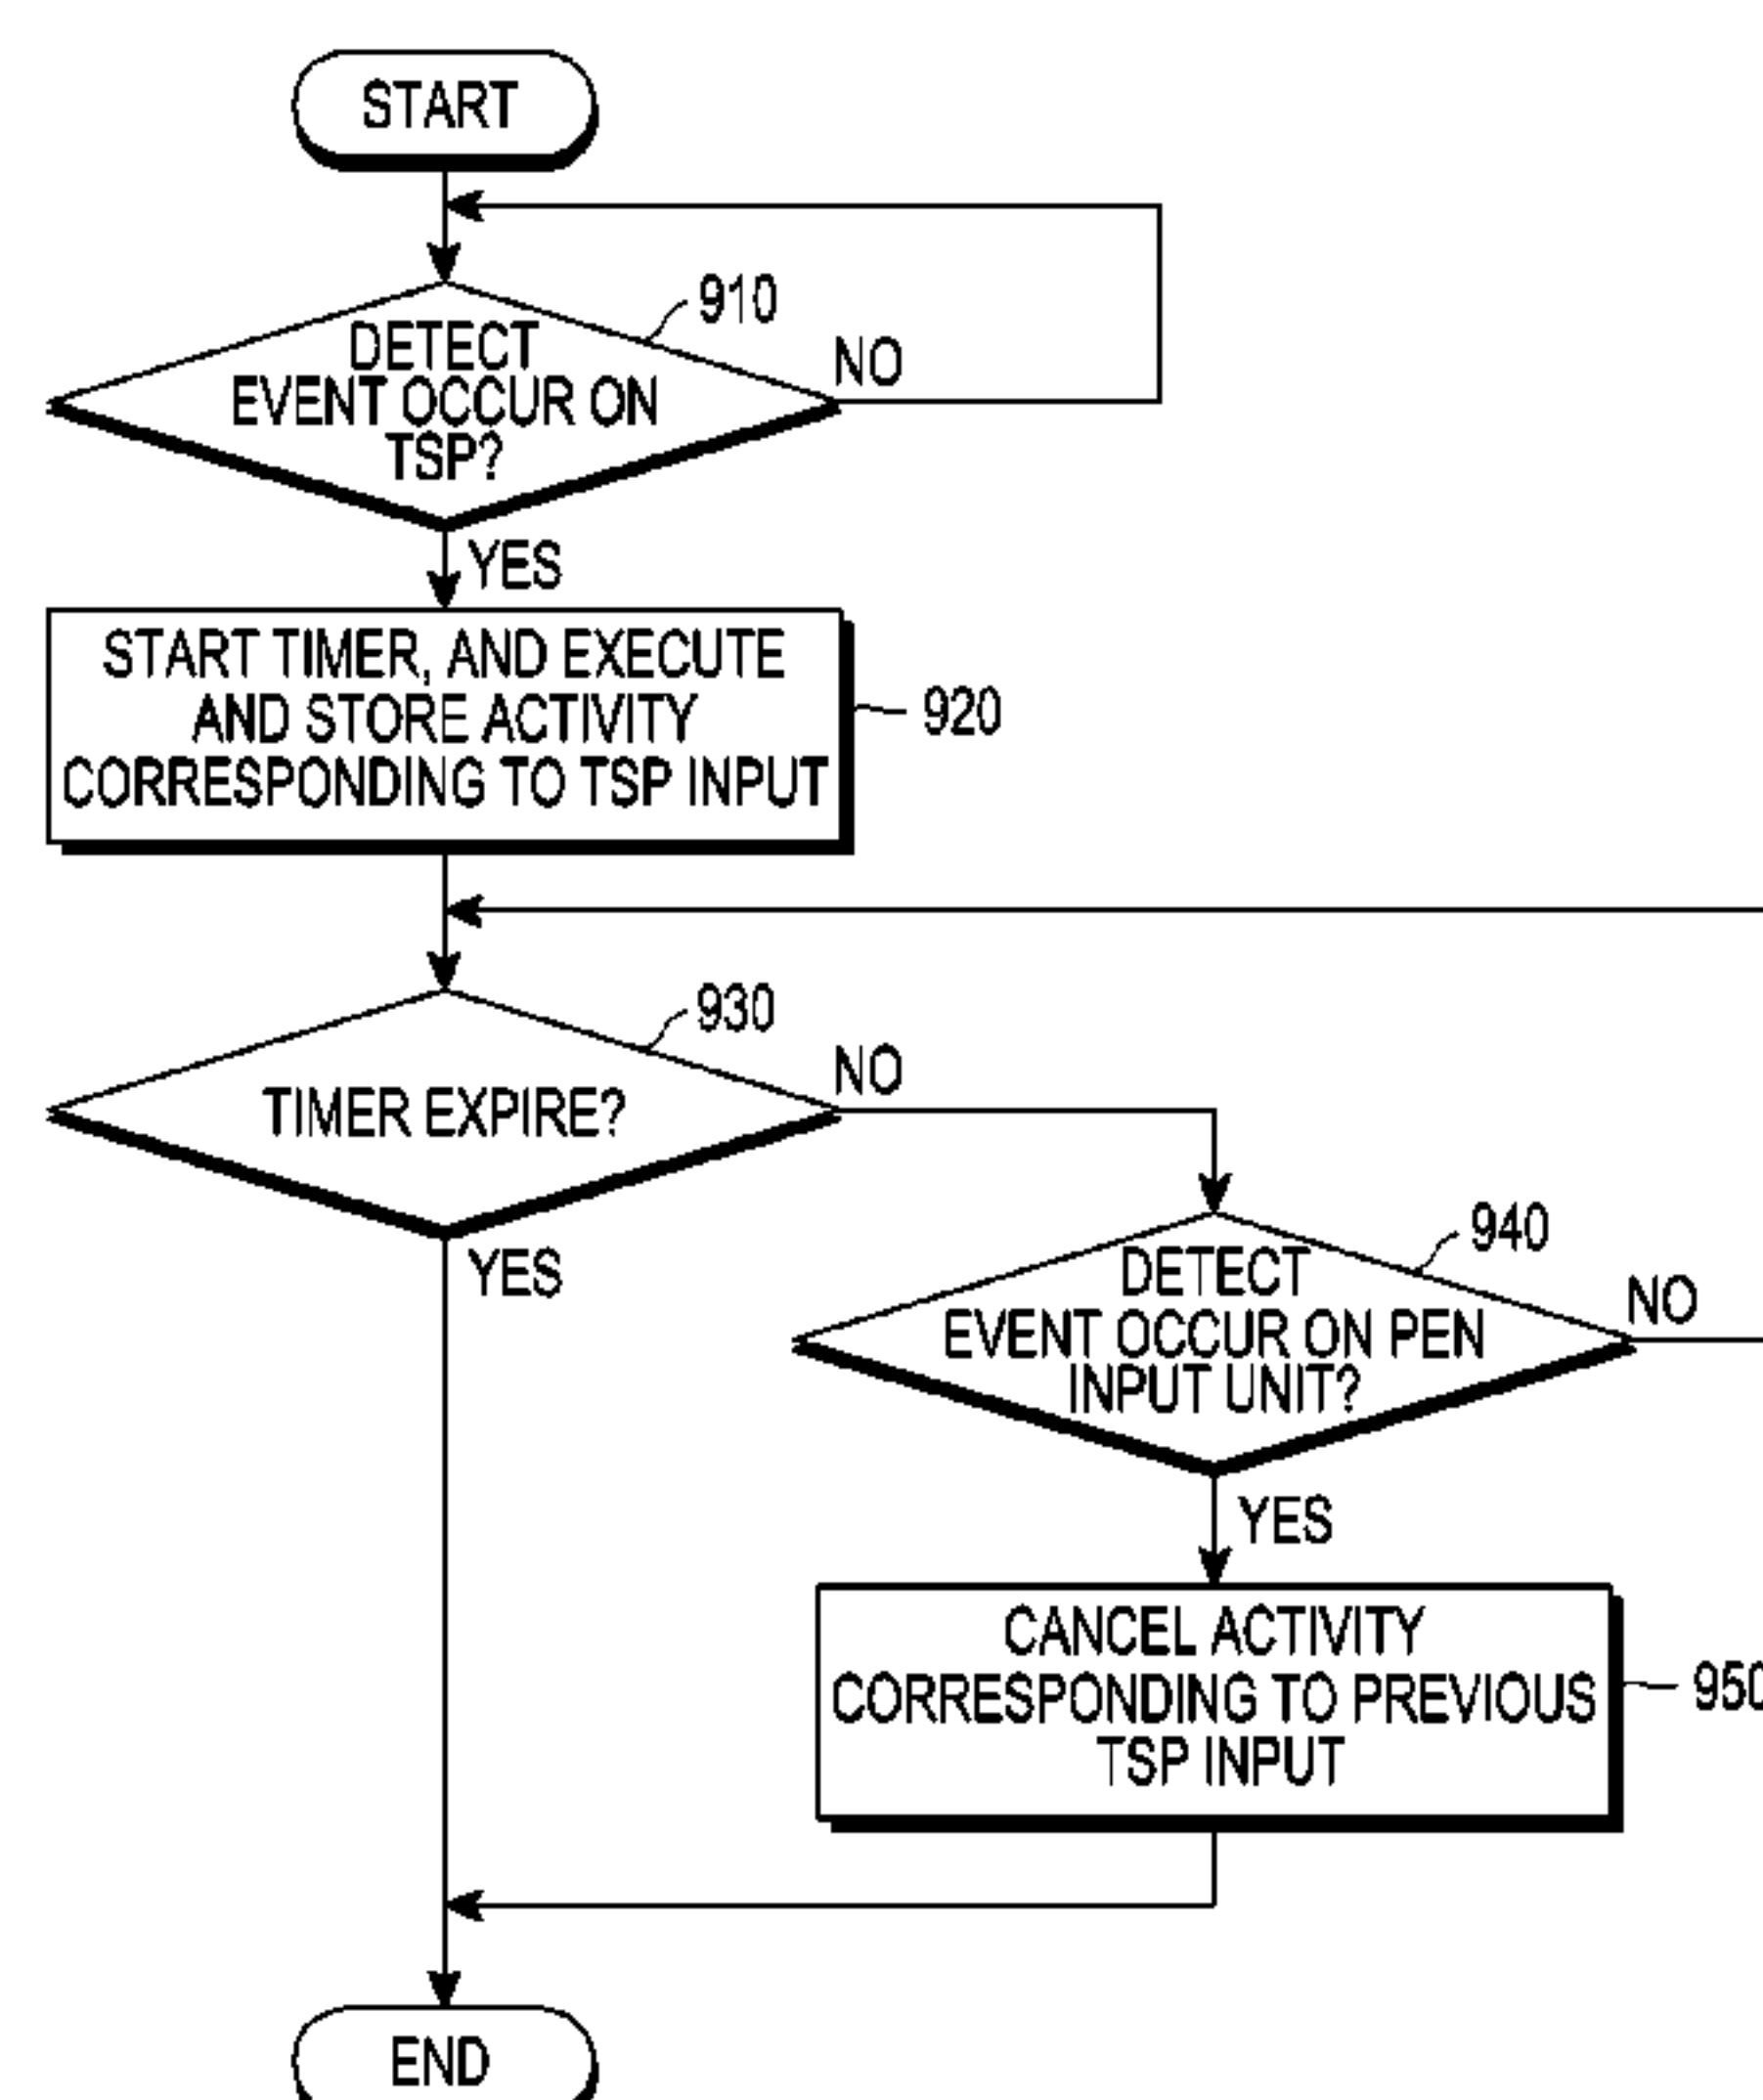 START
910
DETECT
EVENT OCCUR ON
TSP?
NO
YES
START TIMER, AND EXECUTE
AND STORE ACTIVITY
CORRESPONDING TO TSP INPUT
920
930
TIMER EXPIRE?
NO
YES
940
DETECT
EVENT OCCUR ON PEN
INPUT UNIT?
NO
YES
CANCEL ACTIVITY
CORRESPONDING TO PREVIOUS
TSP INPUT
950
END